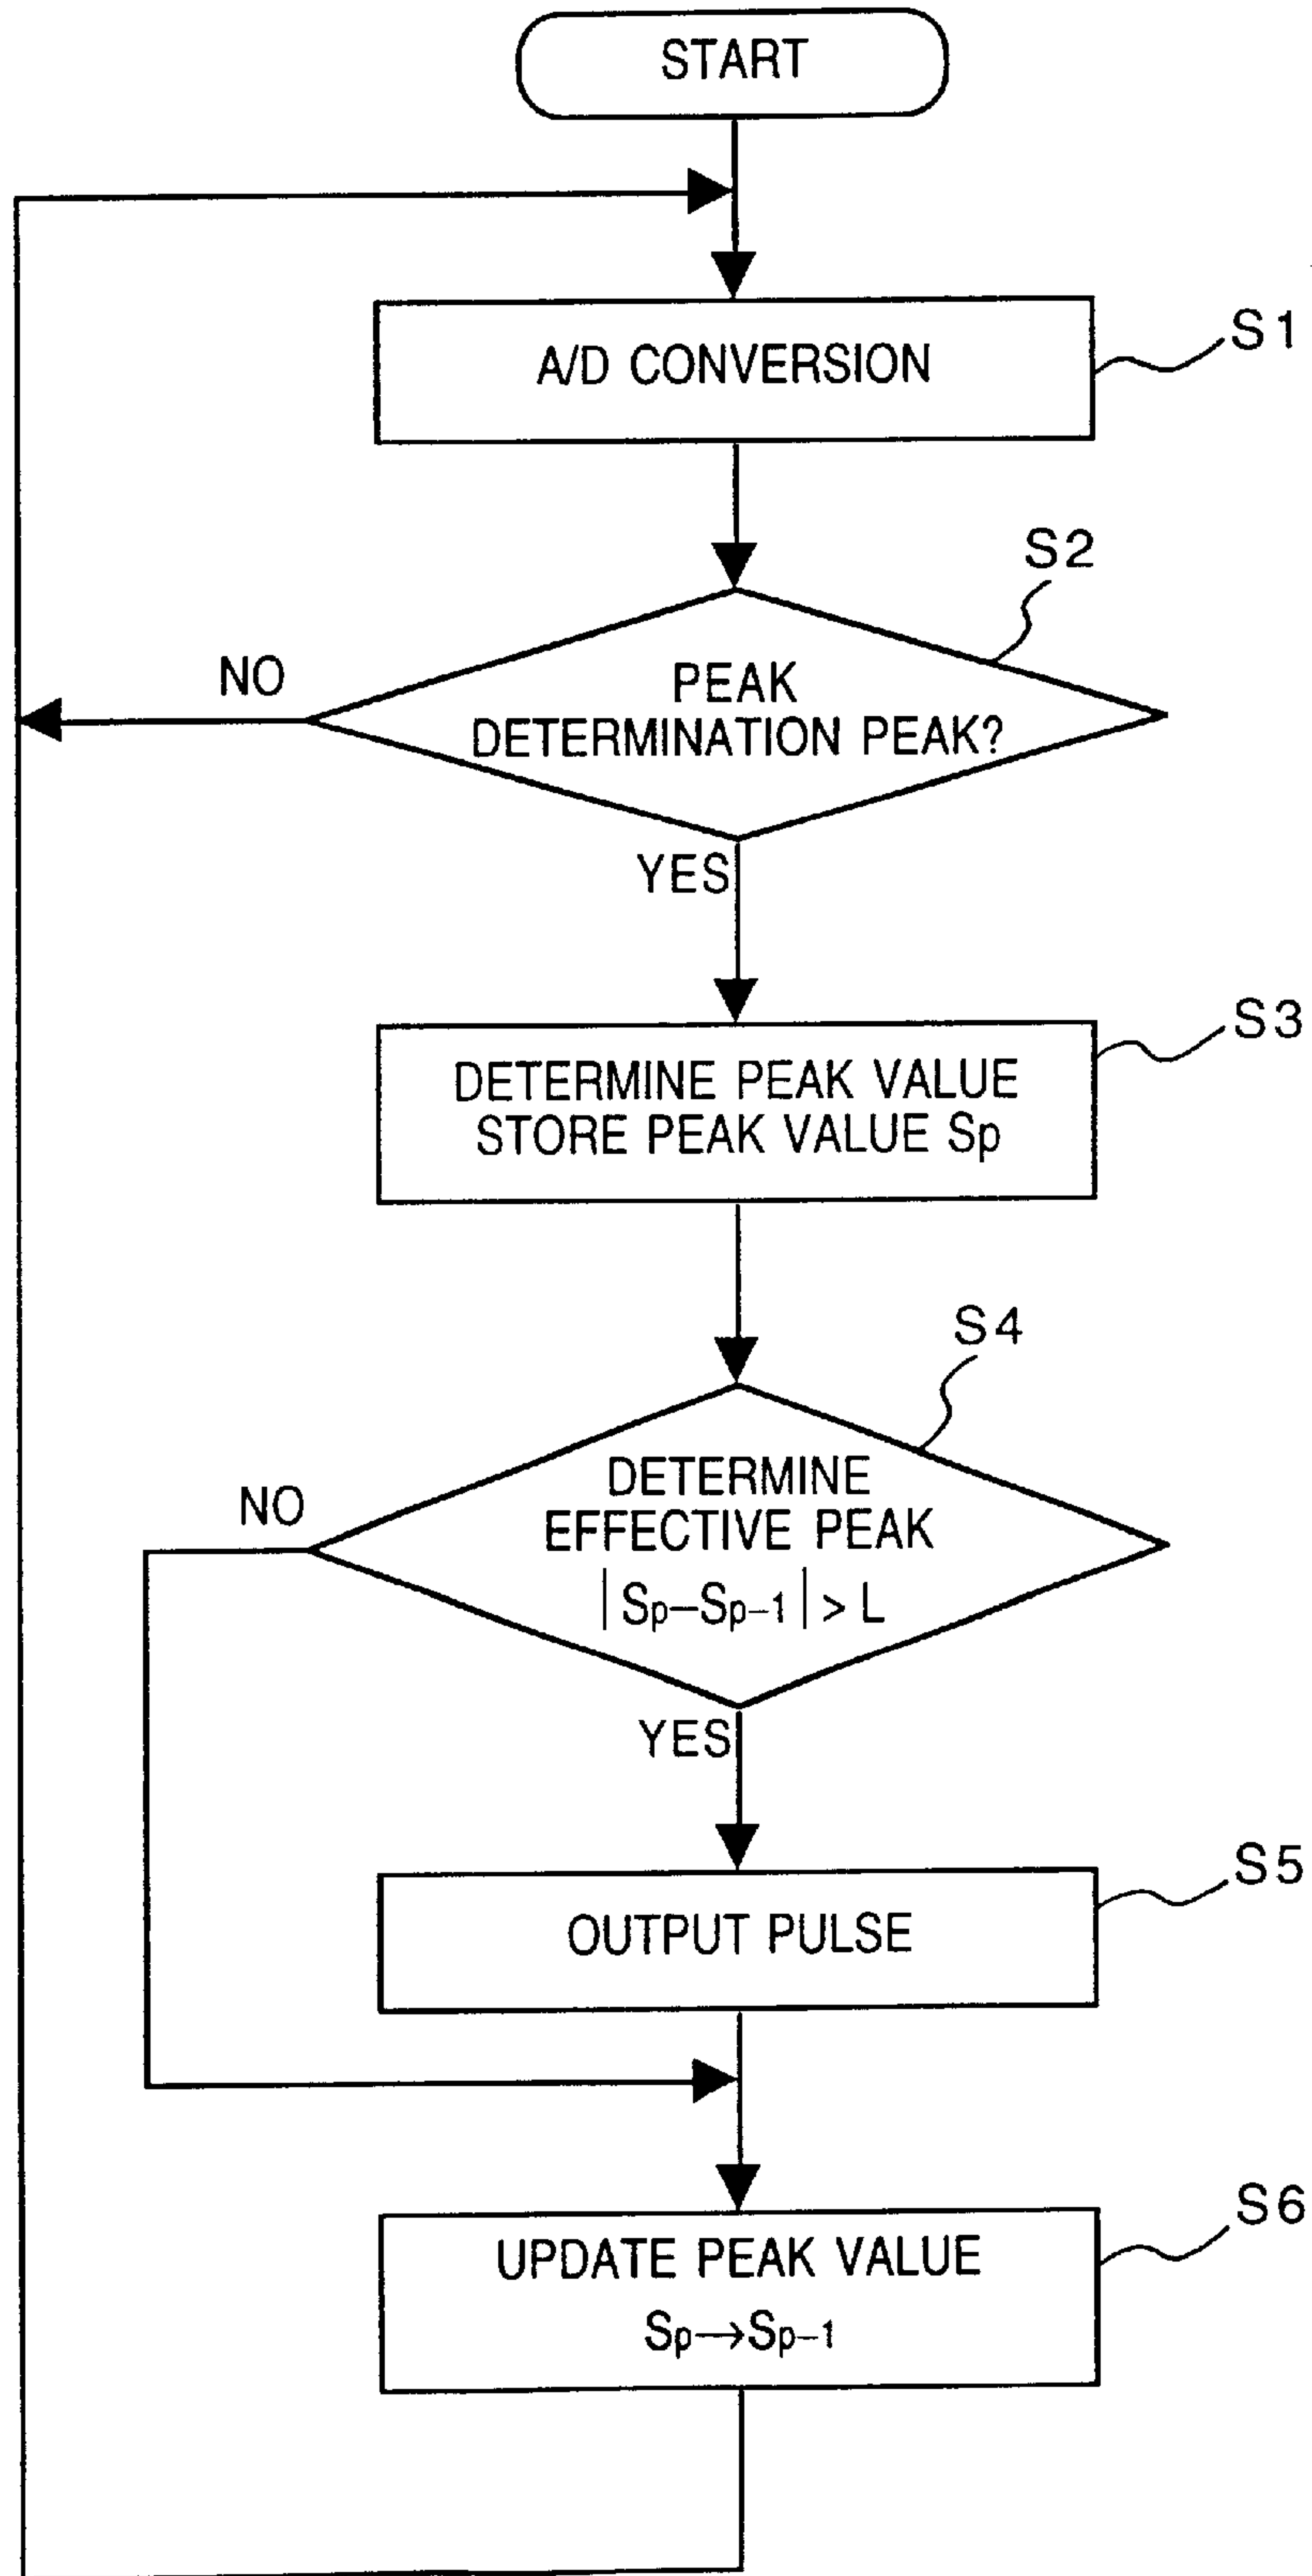 START
A/D CONVERSION
S1
S2
NO
PEAK
DETERMINATION PEAK?
YES
S3
DETERMINE PEAK VALUE
STORE PEAK VALUE Sp
S4
NO
DETERMINE
EFFECTIVE PEAK
|Sp–Sp–1| > L
YES
S5
OUTPUT PULSE
S6
UPDATE PEAK VALUE
Sp→Sp–1